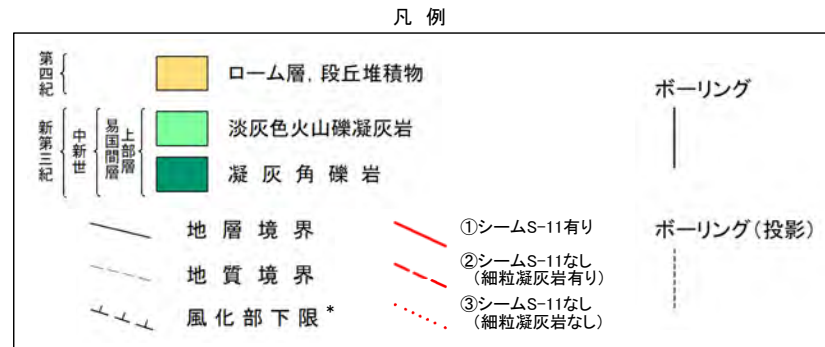 凡 例
第四紀
ローム層, 段丘堆積物
新第三紀
中新世
易国間層
上部層
淡灰色火山礫凝灰岩
凝 灰 角 礫 岩
地 層 境 界
地 質 境 界
風 化 部 下 限 *
①シームS-11有り
②シームS-11なし
(細粒凝灰岩有り)
③シームS-11なし
(細粒凝灰岩なし)
ボーリング
ボーリング(投影)